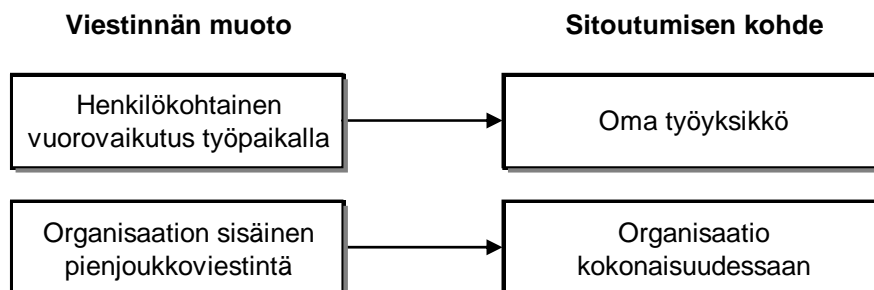 Viestinnän muoto
Sitoutumisen kohde
Henkilökohtainen
vuorovaikutus työpaikalla
Oma työyksikkö
Organisaation sisäinen
pienjoukkoviestintä
Organisaatio
kokonaisuudessaan